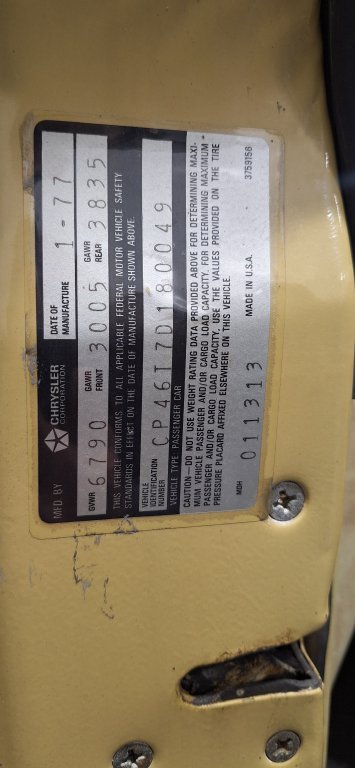 MFD. BY CHRYSLER CORPORATION DATE OF MANUFACTURE 1-77
GVWR 6790 GAWR FRONT 3005 GAWR REAR 3835
THIS VEHICLE CONFORMS TO ALL APPLICABLE FEDERAL MOTOR VEHICLE SAFETY
STANDARDS IN EFFECT ON THE DATE OF MANUFACTURE SHOWN ABOVE.
VEHICLE IDENTIFICATION NUMBER CP46T7D180049
VEHICLE TYPE: PASSENGER CAR
CAUTION—DO NOT USE WEIGHT RATING DATA PROVIDED ABOVE FOR DETERMINING MAXI-
MUM VEHICLE PASSENGER AND/OR CARGO LOAD CAPACITY. FOR DETERMINING MAXIMUM
PASSENGER AND/OR CARGO LOAD CAPACITY, USE THE VALUES PROVIDED ON THE TIRE
PRESSURE PLACARD AFFIXED ELSEWHERE ON THIS VEHICLE.
MDH 011313 MADE IN U.S.A. 3759156